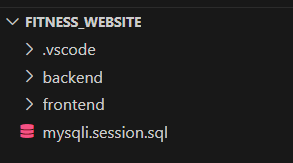 FITNESS_WEBSITE
.vscode
backend
frontend
mysqli.session.sql